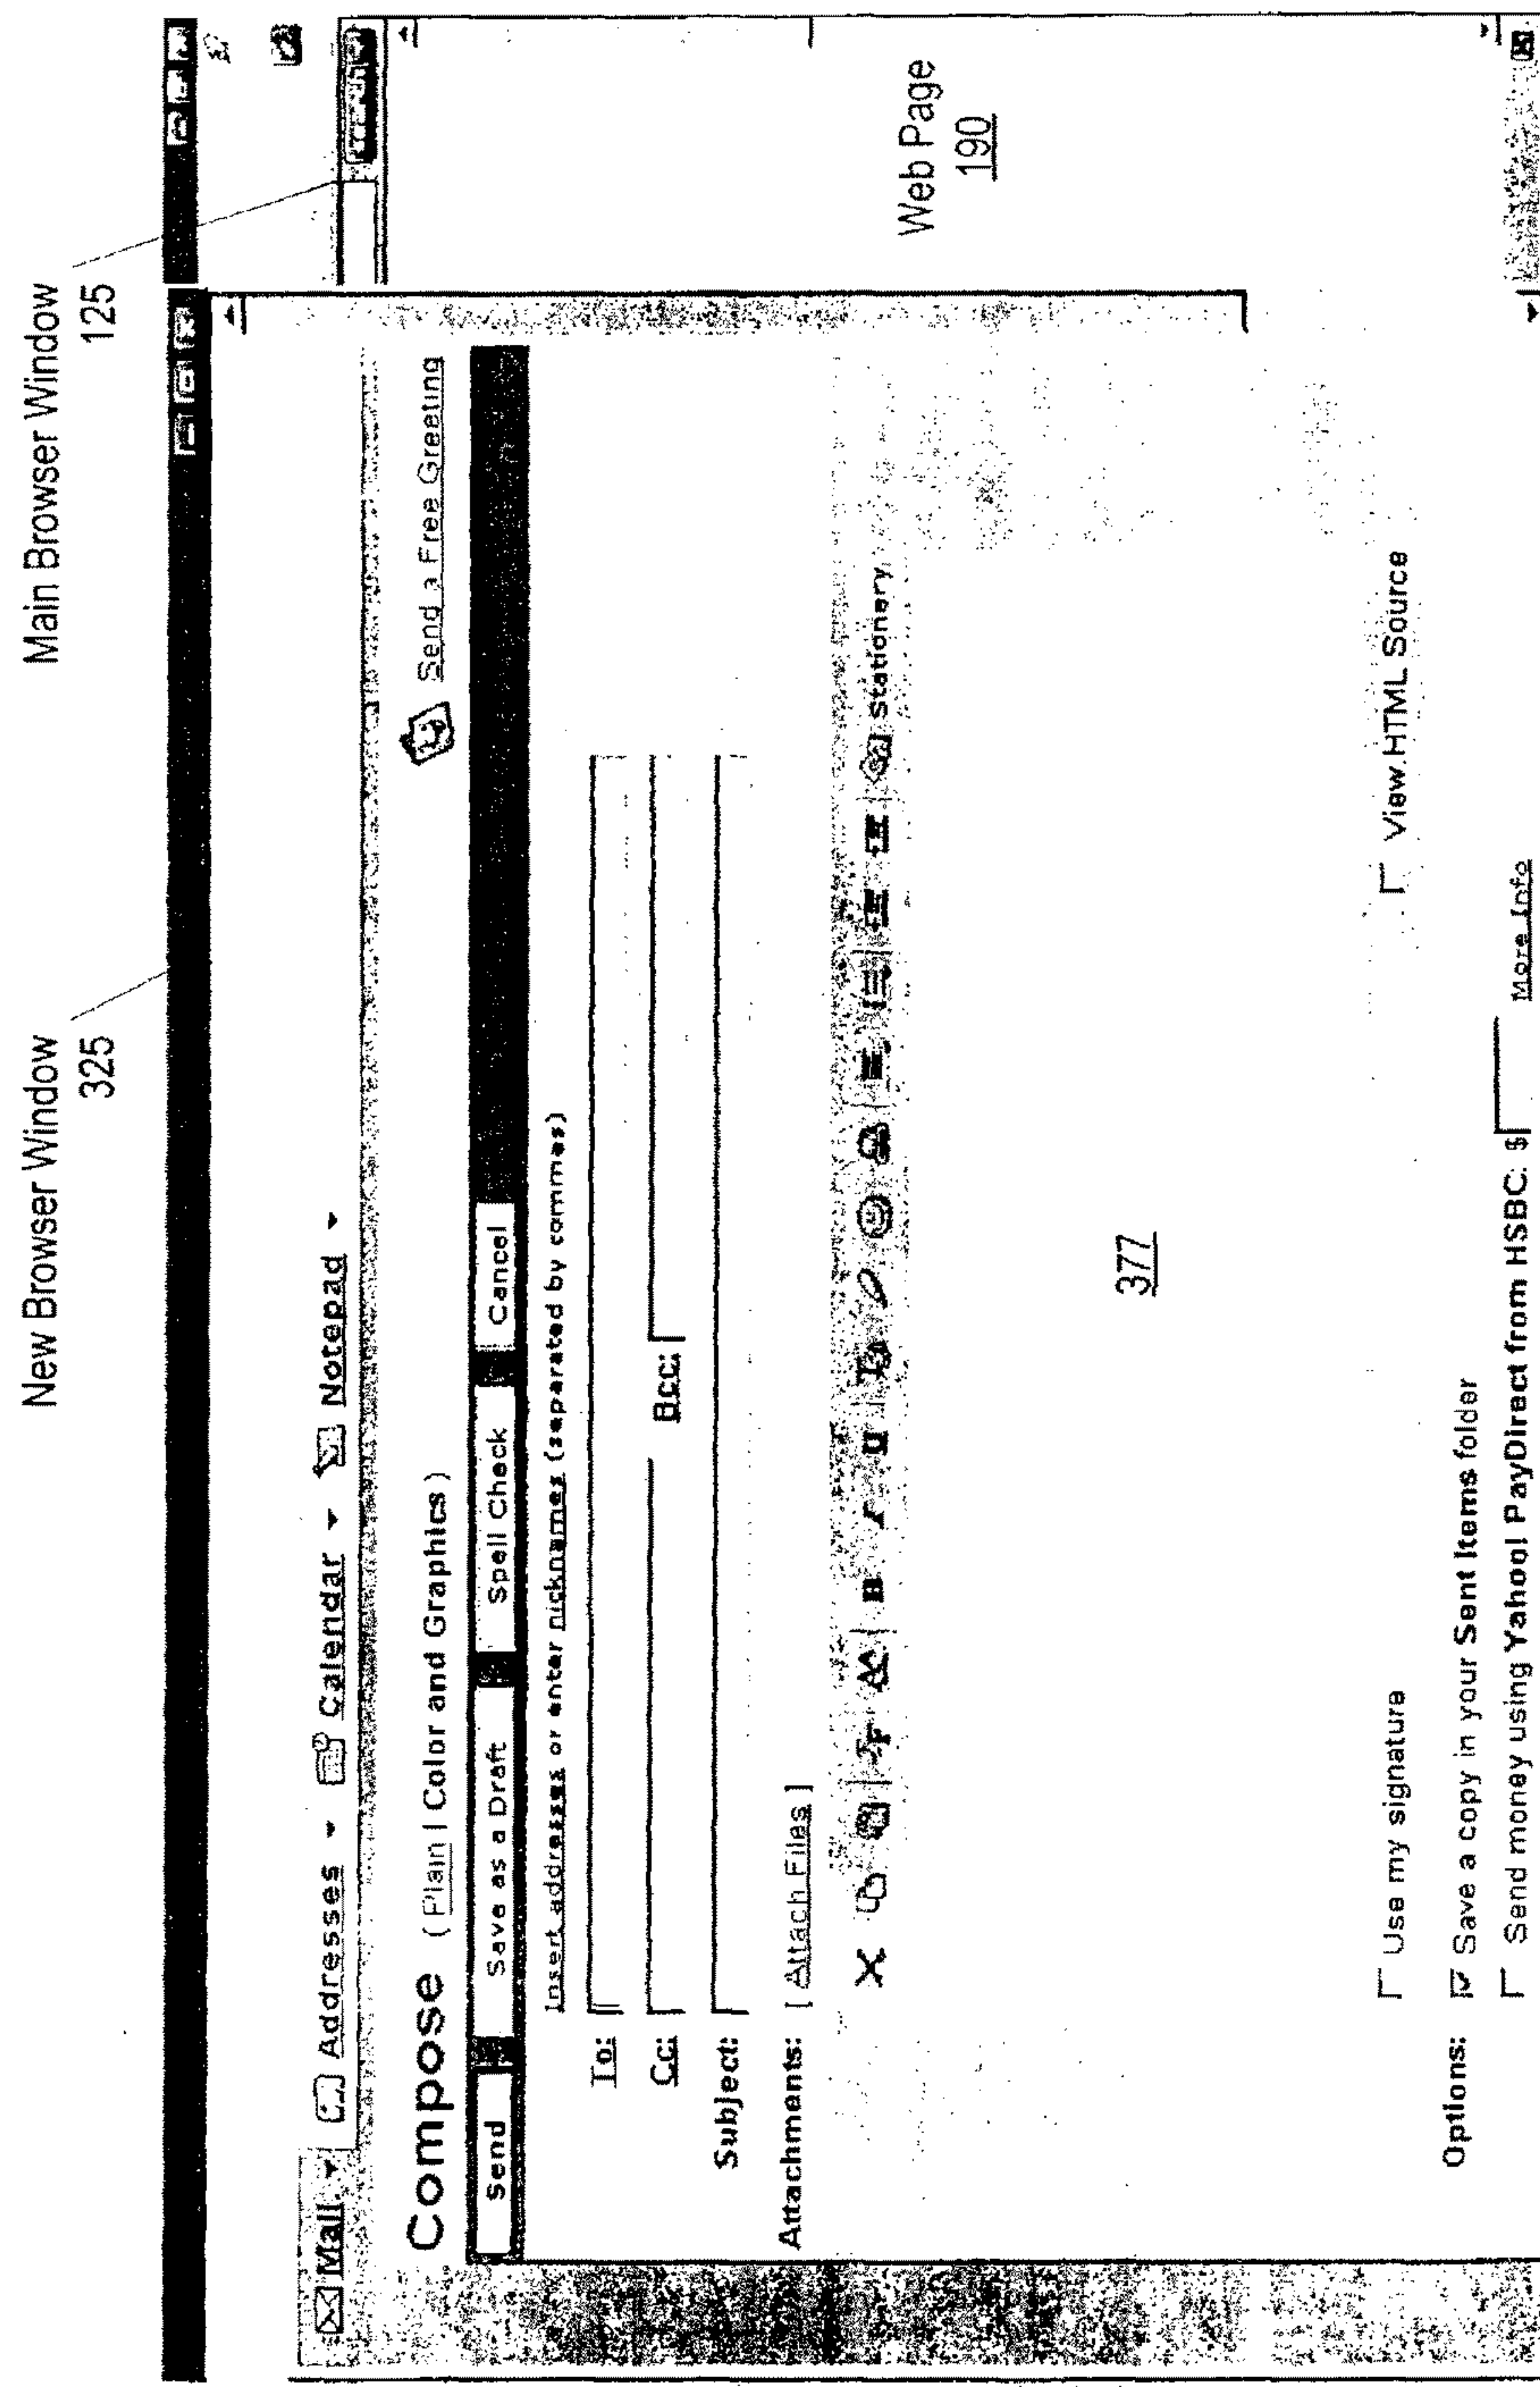 New Browser Window
325
Main Browser Window
125
Mail Addresses Calendar Notepad
Compose ( Plain | Color and Graphics ) Send a Free Greeting
Send Save as a Draft Spell Check Cancel
Insert addresses or enter nicknames (separated by commas)
To:
Cc: Bcc:
Subject:
Attachments: [ Attach Files ]
B I U Stationery
Web Page
190
377
View HTML Source
Use my signature
Options: Save a copy in your Sent Items folder
Send money using Yahoo! PayDirect from HSBC: $ More Info